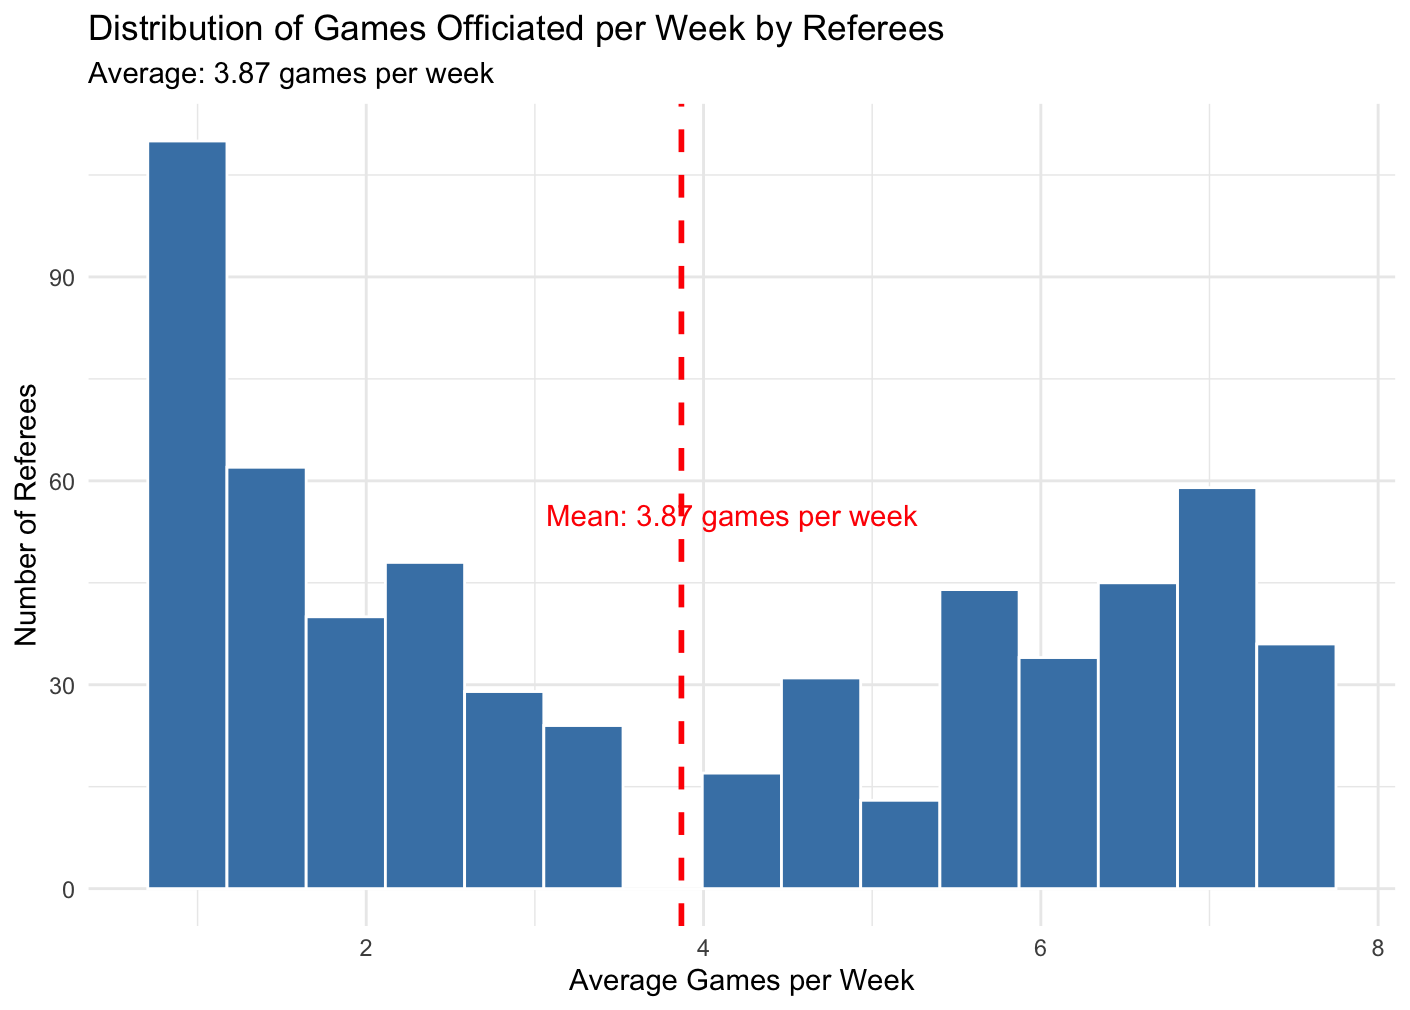 Distribution of Games Officiated per Week by Referees
Average: 3.87 games per week
Number of Referees
90
60
30
0
Mean: 3.87 games per week
2
4
6
8
Average Games per Week